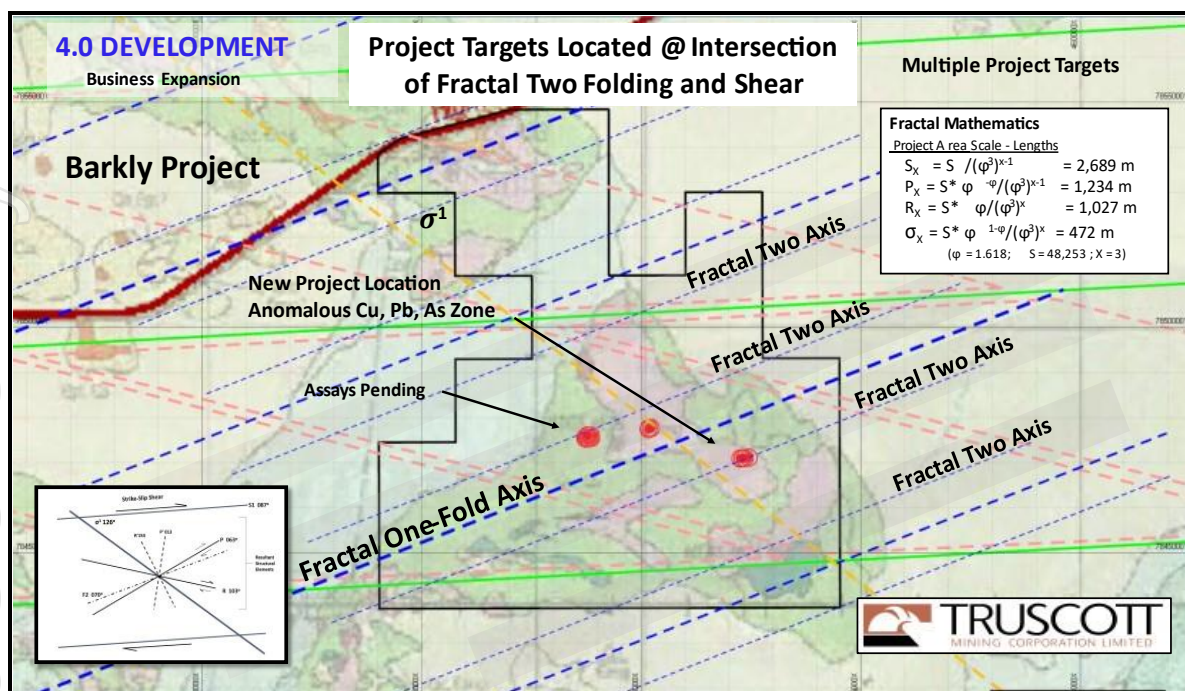 4.0 DEVELOPMENT
Business Expansion
Project Targets Located @ Intersection
of Fractal Two Folding and Shear
Multiple Project Targets
Barkly Project
Fractal Mathematics
Project A rea Scale - Lengths
Sₓ = S /(φ³)ˣ⁻¹ = 2,689 m
Pₓ = S* φ ⁻ᵠ/(φ³)ˣ⁻¹ = 1,234 m
Rₓ = S* φ/(φ³)ˣ = 1,027 m
σₓ = S* φ ¹⁻ᵠ/(φ³)ˣ = 472 m
(φ = 1.618; S = 48,253 ; X = 3)
σ¹
New Project Location
Anomalous Cu, Pb, As Zone
Assays Pending
Fractal Two Axis
Fractal Two Axis
Fractal Two Axis
Fractal Two Axis
Fractal One-Fold Axis
Strike-Slip Shear
S1 087°
σ¹ 126°
P 063°
Resultant
Structural
Elements
R 103°
F2 070°
TRUSCOTT
MINING CORPORATION LIMITED